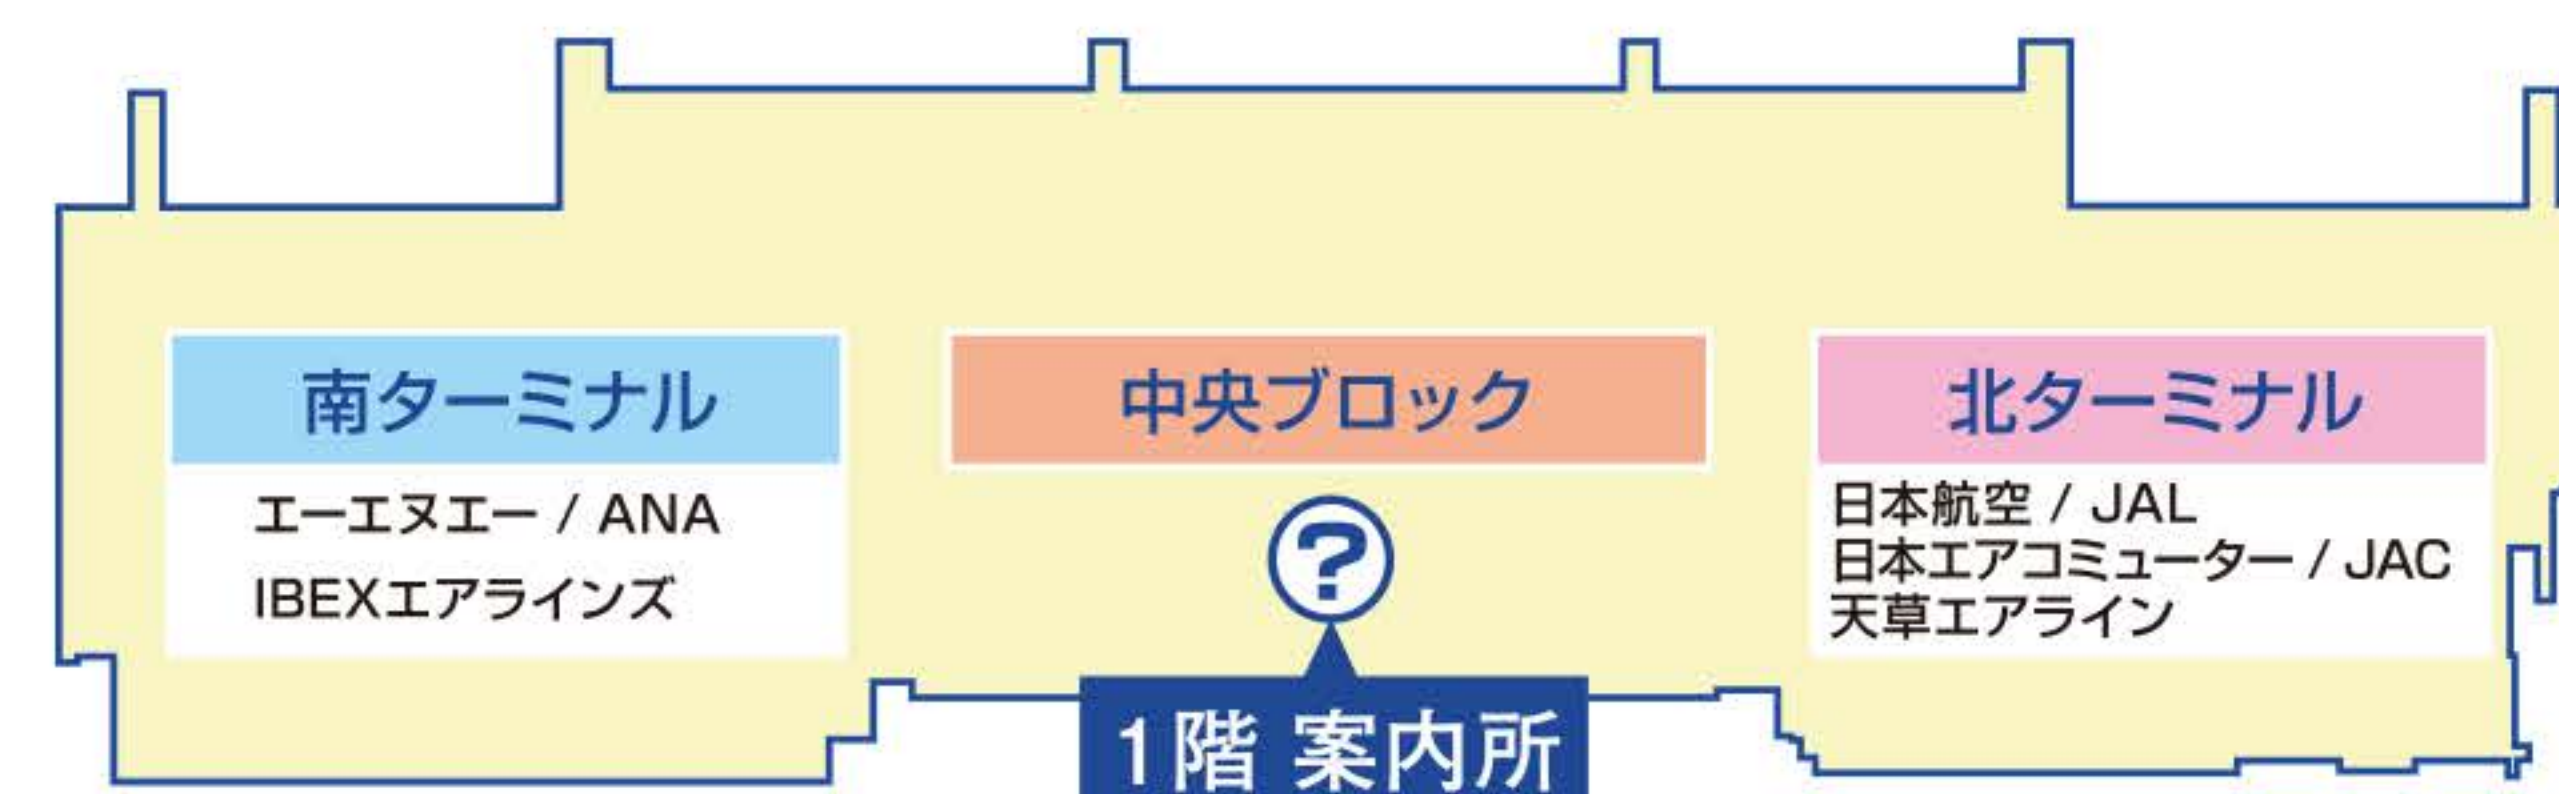 南ターミナル
エーエヌエー / ANA
IBEXエアラインズ
中央ブロック
?
1階 案内所
北ターミナル
日本航空 / JAL
日本エアコミューター / JAC
天草エアライン